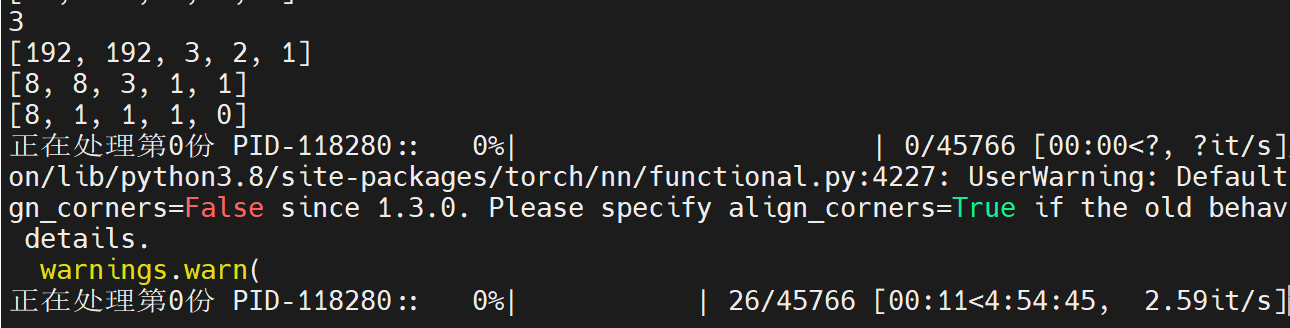 3
[192, 192, 3, 2, 1]
[8, 8, 3, 1, 1]
[8, 1, 1, 1, 0]
正在处理第0份 PID-118280:: 0%| | 0/45766 [00:00<?, ?it/s]
on/lib/python3.8/site-packages/torch/nn/functional.py:4227: UserWarning: Default
gn_corners=False since 1.3.0. Please specify align_corners=True if the old behav
details.
warnings.warn(
正在处理第0份 PID-118280:: 0%| | 26/45766 [00:11<4:54:45, 2.59it/s]